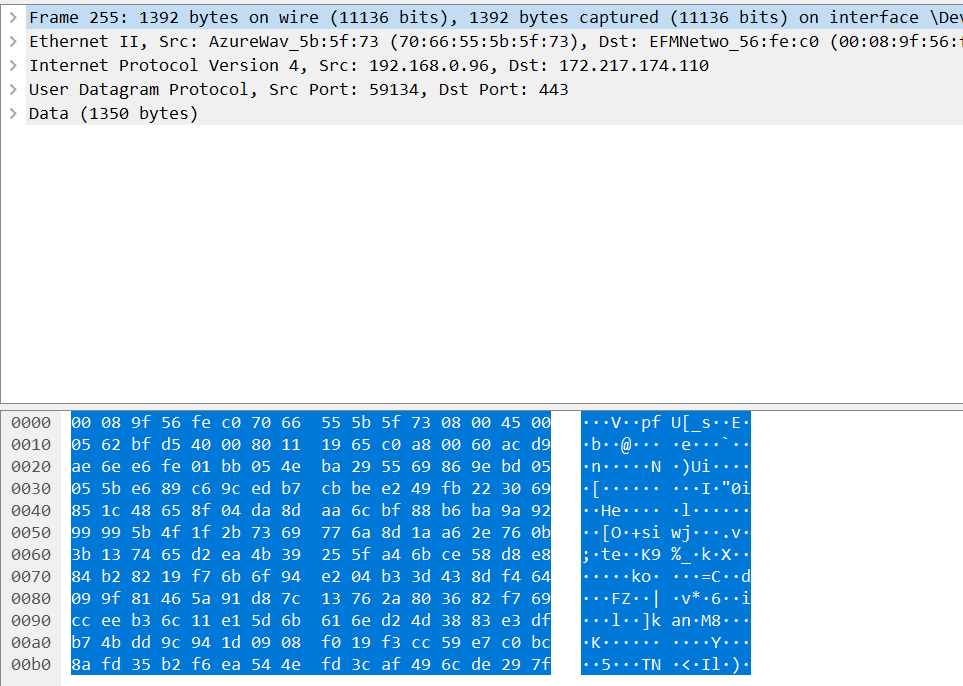 Frame 255: 1392 bytes on wire (11136 bits), 1392 bytes captured (11136 bits) on interface \Dev
Ethernet II, Src: AzureWav_5b:5f:73 (70:66:55:5b:5f:73), Dst: EFMNetwo_56:fe:c0 (00:08:9f:56:f
Internet Protocol Version 4, Src: 192.168.0.96, Dst: 172.217.174.110
User Datagram Protocol, Src Port: 59134, Dst Port: 443
Data (1350 bytes)
0000 00 08 9f 56 fe c0 70 66 55 5b 5f 73 08 00 45 00 ···V··pf U[_s··E·
0010 05 62 bf d5 40 00 80 11 19 65 c0 a8 00 60 ac d9 ·b··@··· ·e···`··
0020 ae 6e e6 fe 01 bb 05 4e ba 29 55 69 86 9e bd 05 ·n·····N ·)Ui····
0030 05 5b e6 89 c6 9c ed b7 cb be e2 49 fb 22 30 69 ·[······ ···I·"0i
0040 85 1c 48 65 8f 04 da 8d aa 6c bf 88 b6 ba 9a 92 ··He···· ·l······
0050 99 99 5b 4f 1f 2b 73 69 77 6a 8d 1a a6 2e 76 0b ··[O·+si wj···.v·
0060 3b 13 74 65 d2 ea 4b 39 25 5f a4 6b ce 58 d8 e8 ;·te··K9 %_·k·X··
0070 84 b2 82 19 f7 6b 6f 94 e2 04 b3 3d 43 8d f4 64 ·····ko· ···=C··d
0080 09 9f 81 46 5a 91 d8 7c 13 76 2a 80 36 82 f7 69 ···FZ··| ·v*·6··i
0090 cc ee b3 6c 11 e1 5d 6b 61 6e d2 4d 38 83 e3 df ···l··]k an·M8···
00a0 b7 4b dd 9c 94 1d 09 08 f0 19 f3 cc 59 e7 c0 bc ·K······ ····Y···
00b0 8a fd 35 b2 f6 ea 54 4e fd 3c af 49 6c de 29 7f ··5···TN ·<·Il·)·